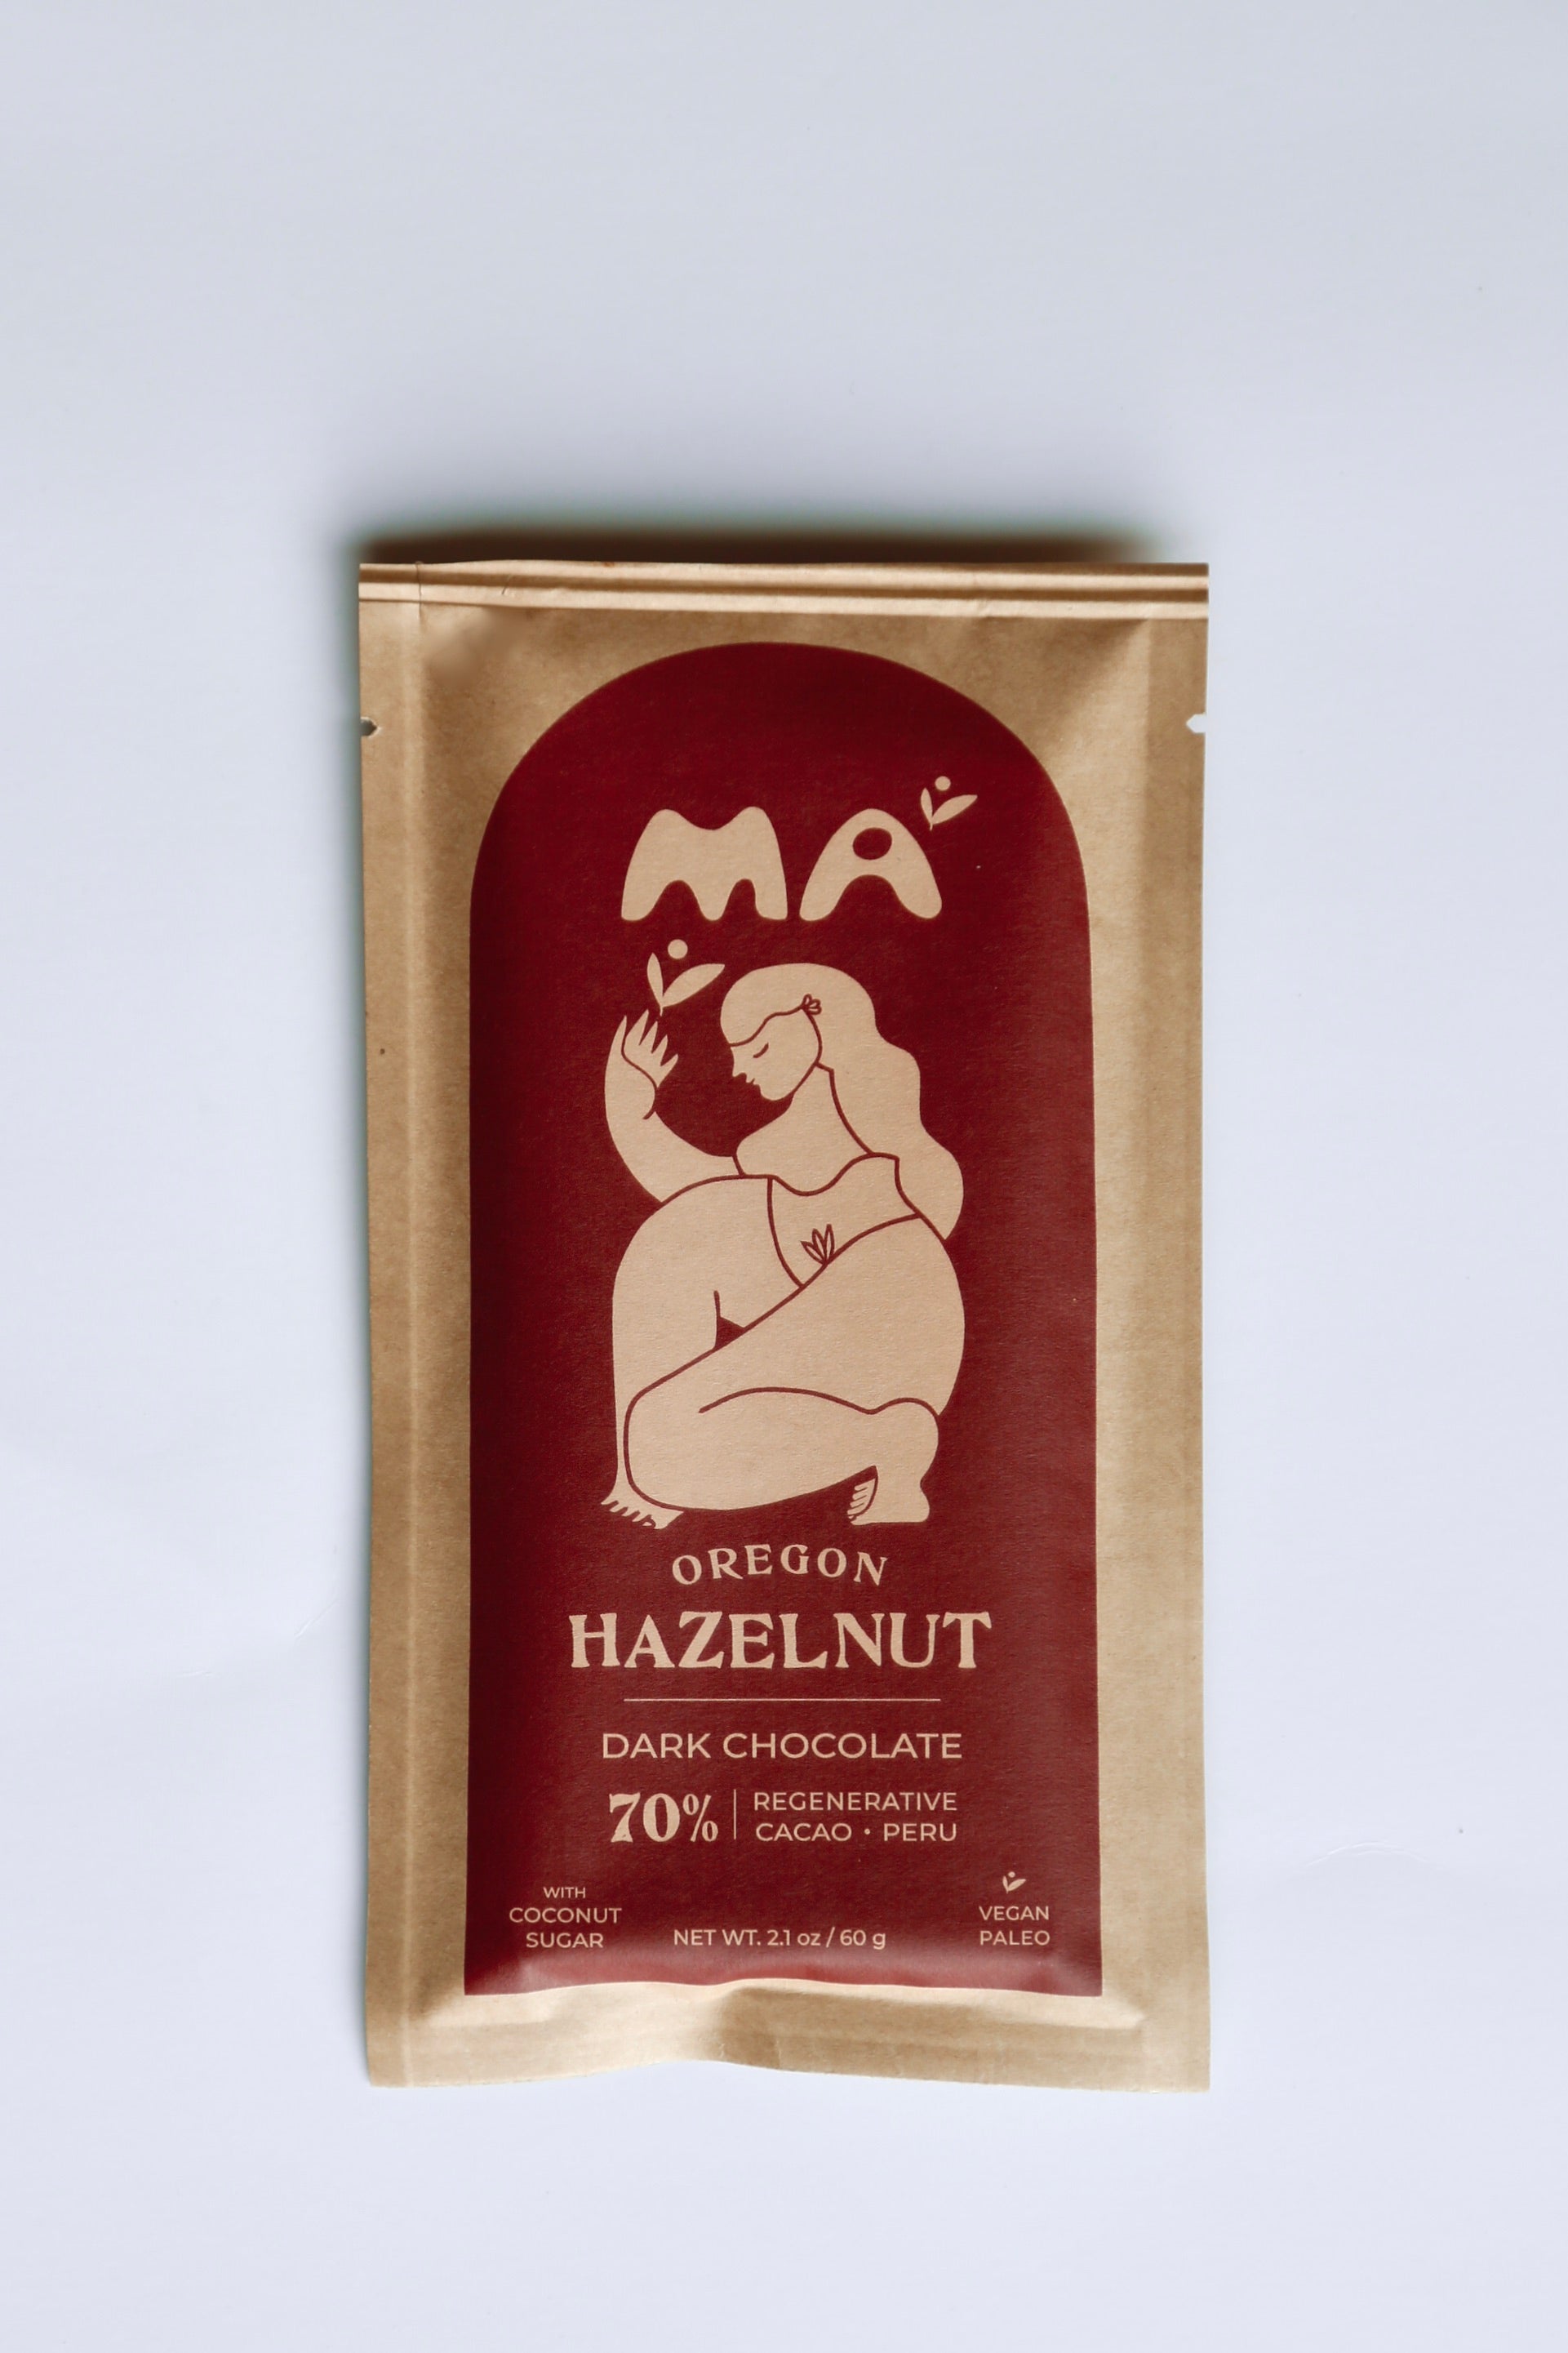 MA
OREGON
HAZELNUT
DARK CHOCOLATE
70%
REGENERATIVE
CACAO • PERU
WITH
COCONUT
SUGAR
NET WT. 2.1 oz / 60 g
VEGAN
PALEO